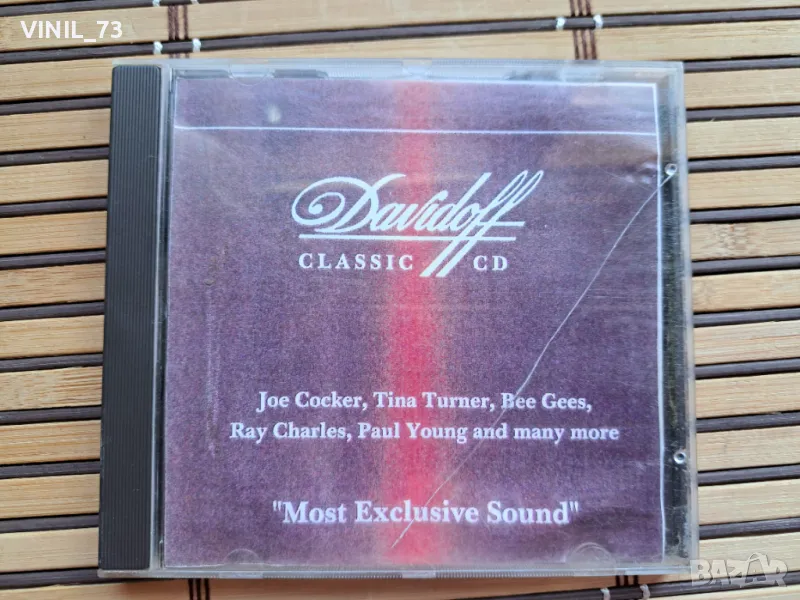 VINIL_73
Davidoff
CLASSIC CD
Joe Cocker, Tina Turner, Bee Gees,
Ray Charles, Paul Young and many more
"Most Exclusive Sound"
BAZAR